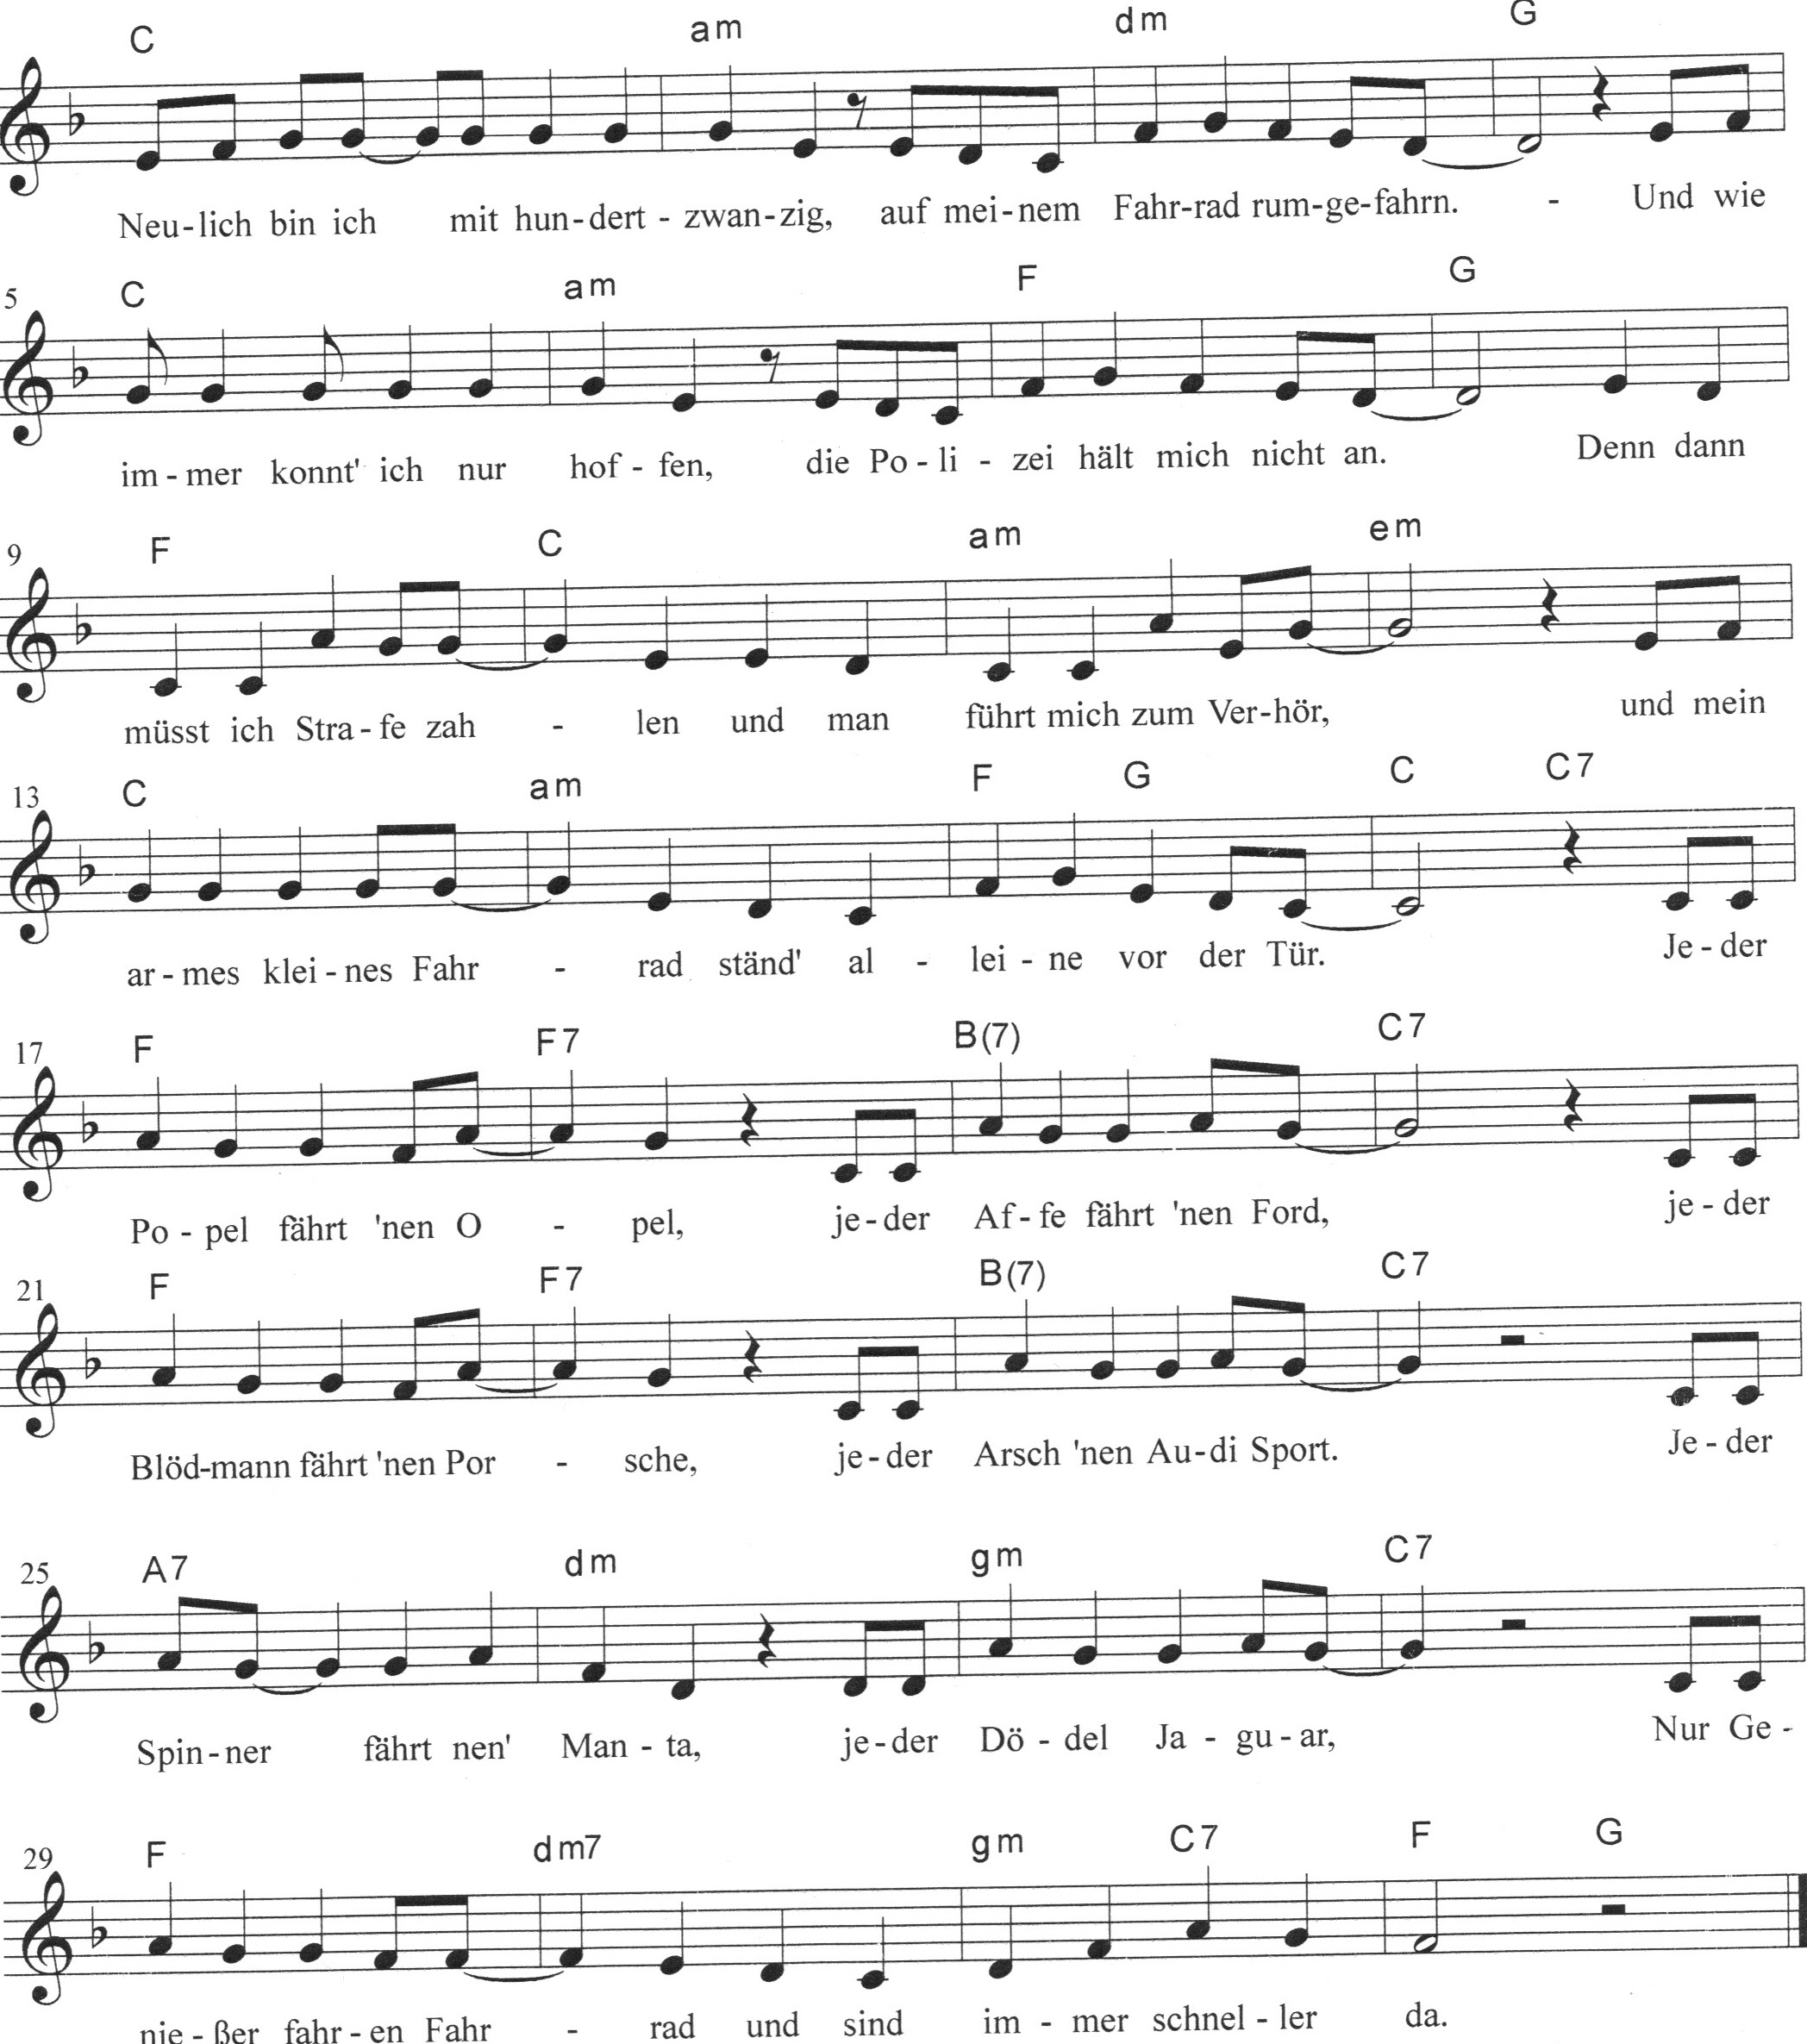 C am dm G
Neu-lich bin ich mit hun-dert - zwan-zig, auf mei-nem Fahr-rad rum-ge-fahrn. - Und wie
5 C am F G
im-mer konnt' ich nur hof-fen, die Po-li-zei hält mich nicht an. Denn dann
9 F C am em
müsst ich Stra-fe zah - len und man führt mich zum Ver-hör, und mein
13 C am F G C C7
ar-mes klei-nes Fahr - rad ständ' al - lei-ne vor der Tür. Je-der
17 F F7 B(7) C7
Po-pel fährt 'nen O - pel, je-der Af-fe fährt 'nen Ford, je-der
21 F F7 B(7) C7
Blöd-mann fährt 'nen Por - sche, je-der Arsch 'nen Au-di Sport. Je-der
25 A7 dm gm C7
Spin-ner fährt nen' Man-ta, je-der Dö-del Ja-gu-ar, Nur Ge-
29 F dm7 gm C7 F G
nie-ßer fahr-en Fahr - rad und sind im-mer schnel-ler da.